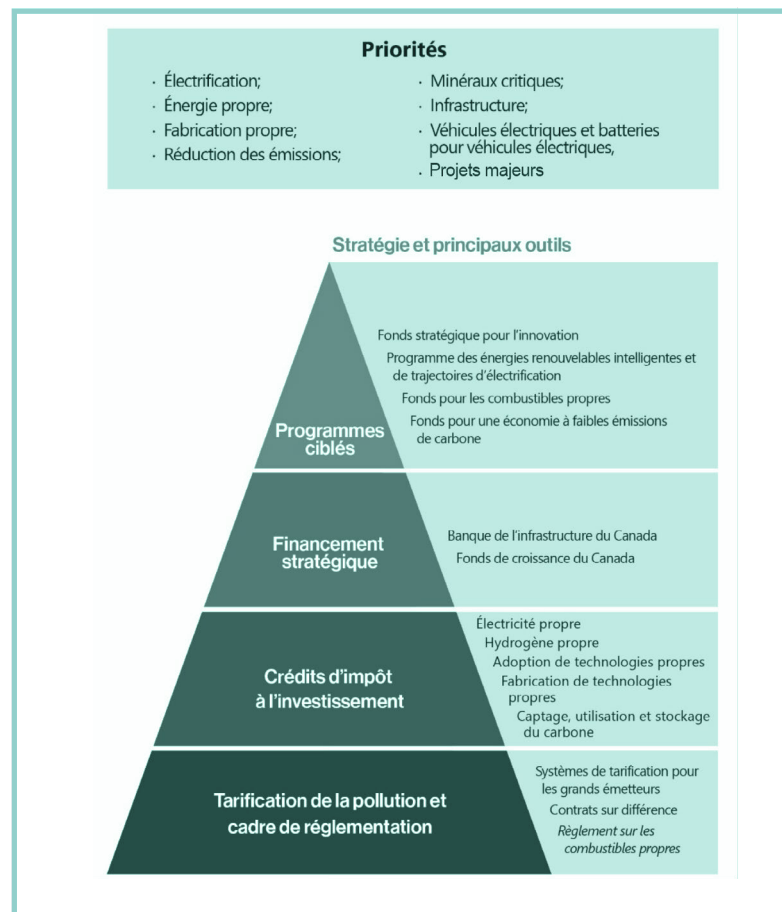 Priorités
· Électrification;
· Énergie propre;
· Fabrication propre;
· Réduction des émissions;
· Minéraux critiques;
· Infrastructure;
· Véhicules électriques et batteries
pour véhicules électriques,
· Projets majeurs
Stratégie et principaux outils
Programmes
ciblés
Fonds stratégique pour l'innovation
Programme des énergies renouvelables intelligentes et
de trajectoires d'électrification
Fonds pour les combustibles propres
Fonds pour une économie à faibles émissions
de carbone
Financement
stratégique
Banque de l'infrastructure du Canada
Fonds de croissance du Canada
Crédits d'impôt
à l'investissement
Électricité propre
Hydrogène propre
Adoption de technologies propres
Fabrication de technologies
propres
Captage, utilisation et stockage
du carbone
Tarification de la pollution et
cadre de réglementation
Systèmes de tarification pour
les grands émetteurs
Contrats sur différence
Règlement sur les
combustibles propres